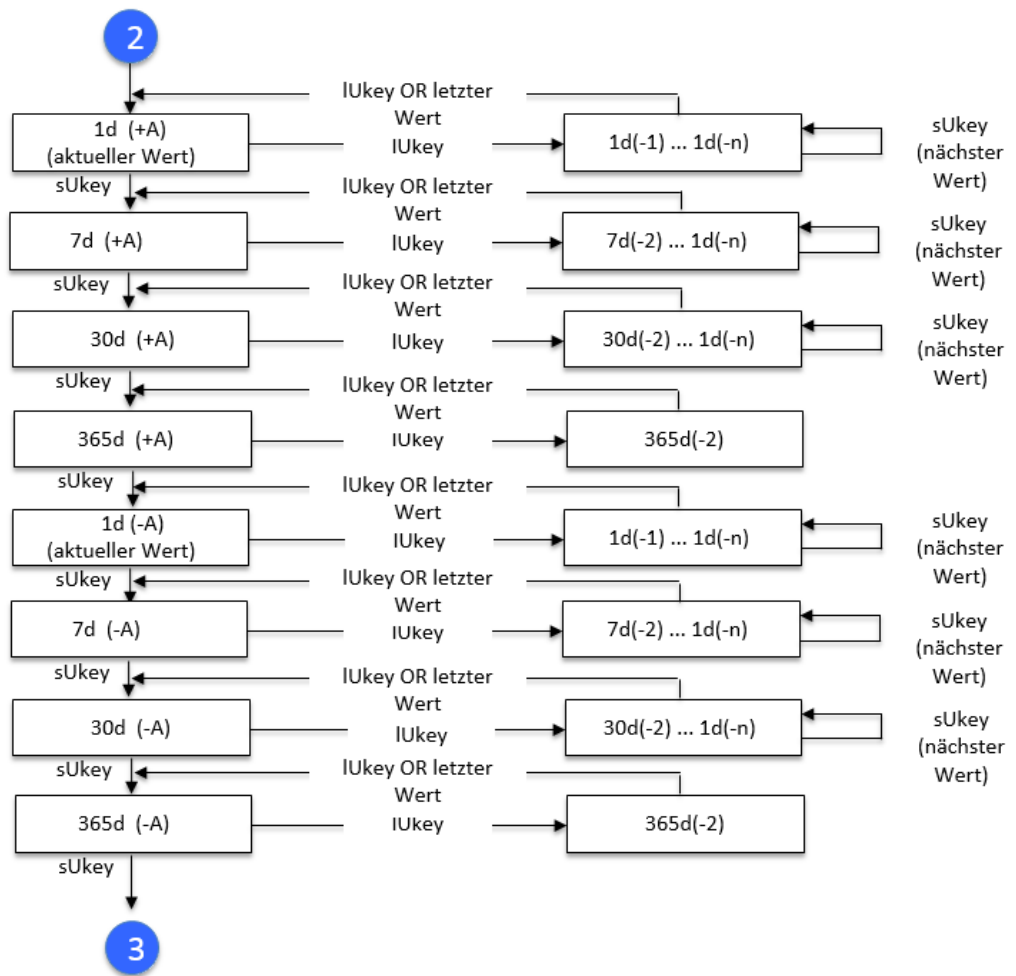 2
lUkey OR letzter
Wert
1d (+A)
(aktueller Wert)
lUkey
1d(-1) ... 1d(-n)
sUkey
(nächster
Wert)
sUkey
lUkey OR letzter
Wert
7d (+A)
lUkey
7d(-2) ... 1d(-n)
sUkey
(nächster
Wert)
sUkey
lUkey OR letzter
Wert
30d (+A)
lUkey
30d(-2) ... 1d(-n)
sUkey
(nächster
Wert)
sUkey
lUkey OR letzter
Wert
365d (+A)
lUkey
365d(-2)
sUkey
lUkey OR letzter
Wert
1d (-A)
(aktueller Wert)
lUkey
1d(-1) ... 1d(-n)
sUkey
(nächster
Wert)
sUkey
lUkey OR letzter
Wert
7d (-A)
lUkey
7d(-2) ... 1d(-n)
sUkey
(nächster
Wert)
sUkey
lUkey OR letzter
Wert
30d (-A)
lUkey
30d(-2) ... 1d(-n)
sUkey
(nächster
Wert)
sUkey
lUkey OR letzter
Wert
365d (-A)
lUkey
365d(-2)
sUkey
3